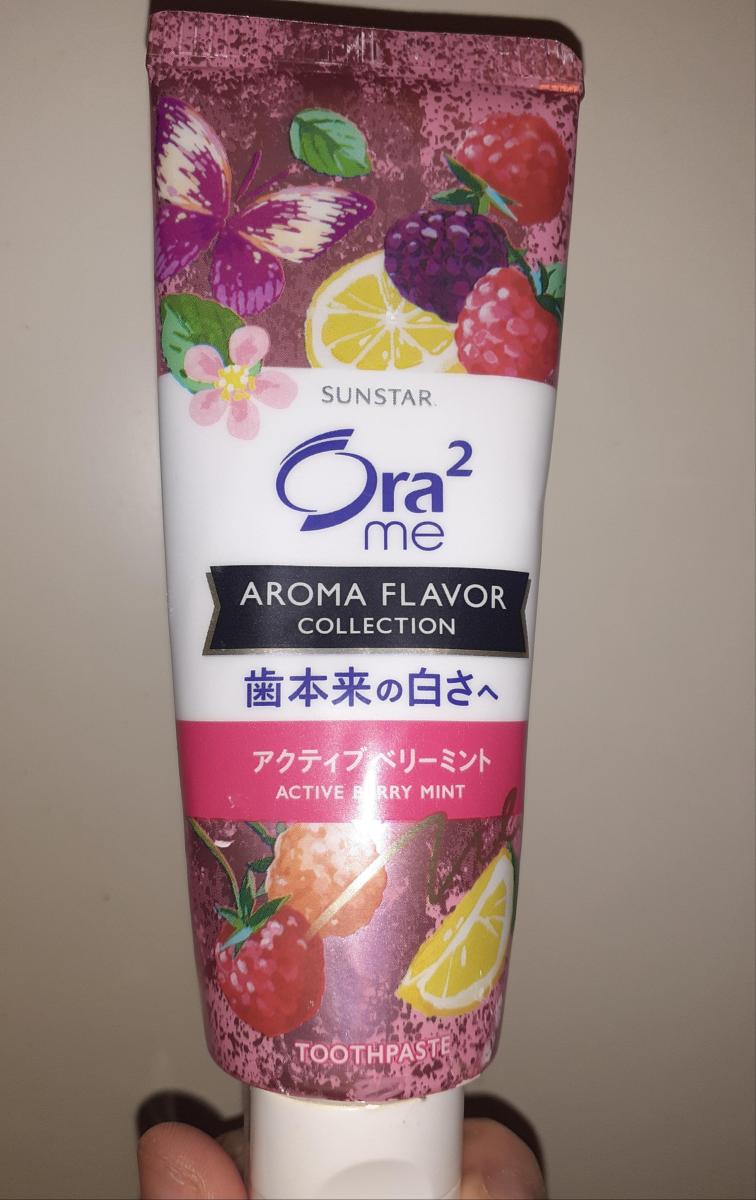 SUNSTAR
Ora²
me
AROMA FLAVOR
COLLECTION
歯本来の白さへ
アクティブベリーミント
ACTIVE BERRY MINT
TOOTHPASTE